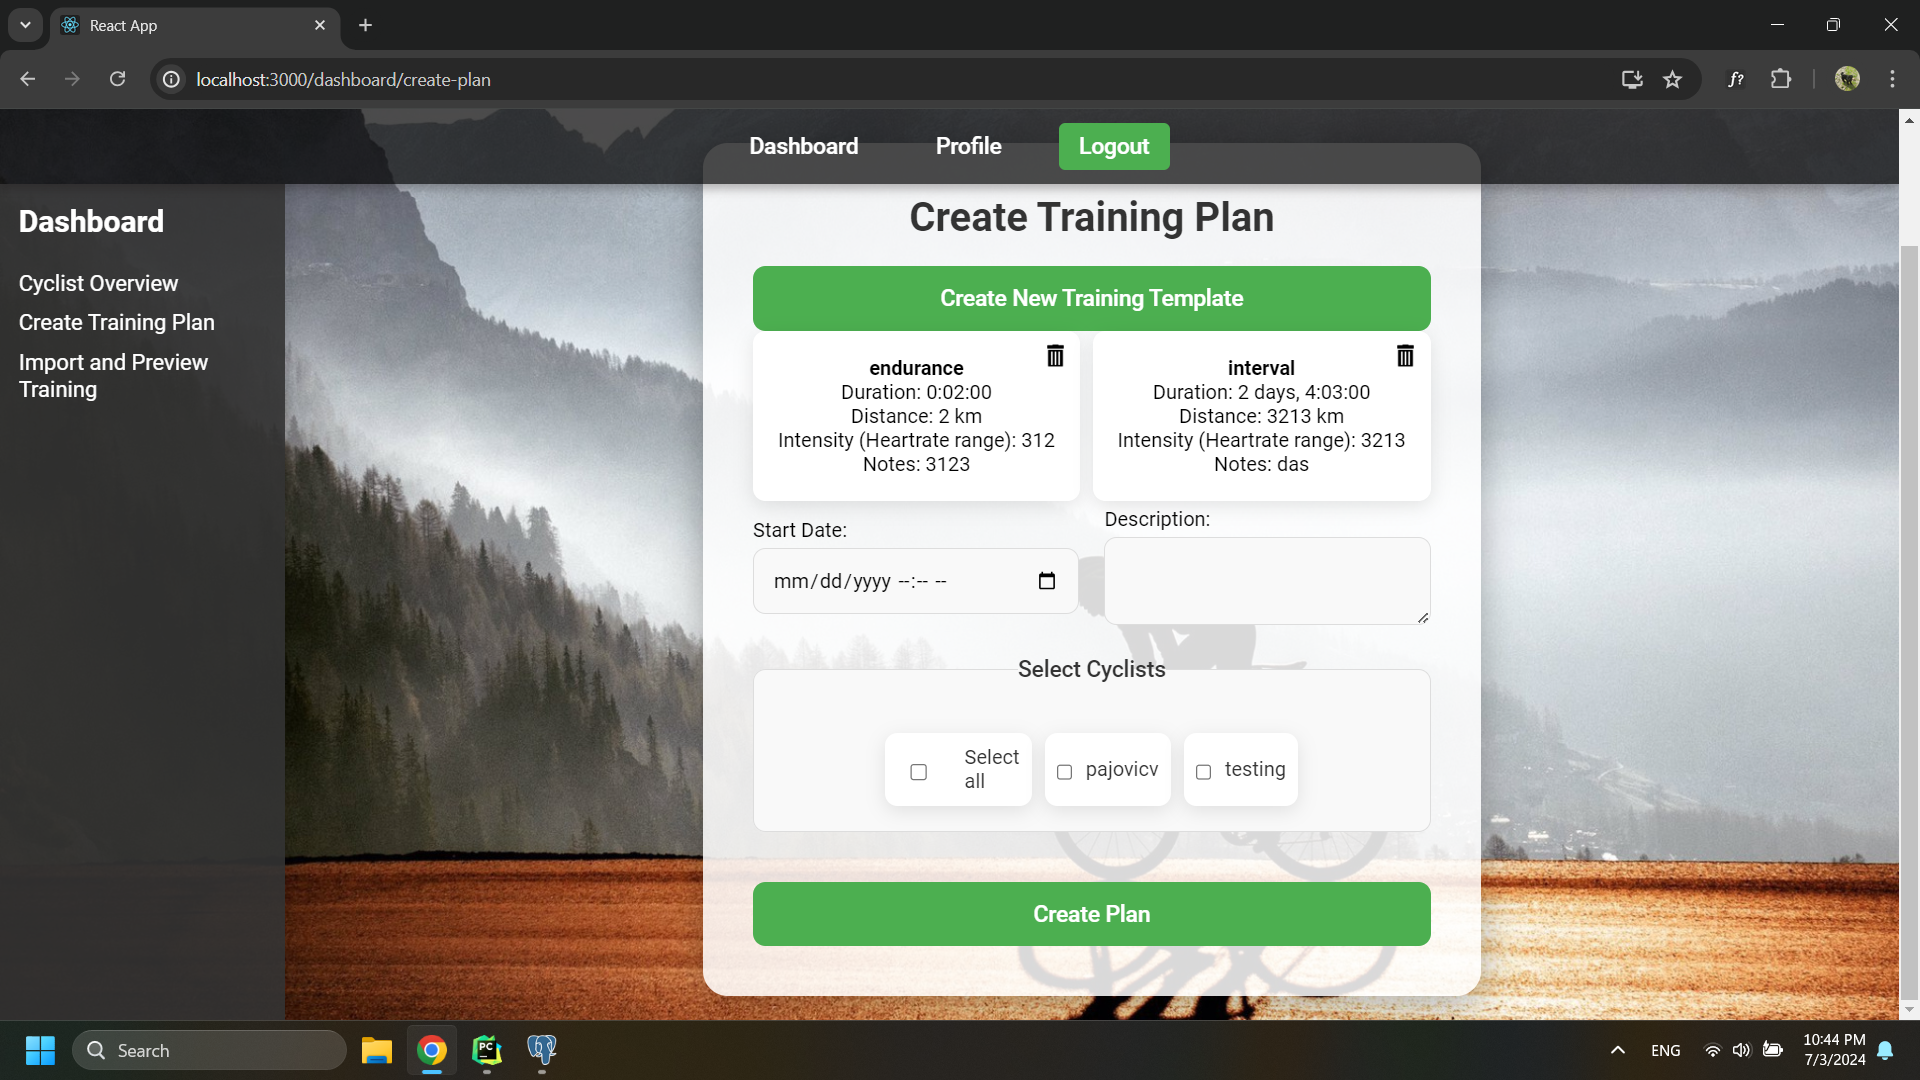 React App
localhost:3000/dashboard/create-plan
f?
Dashboard
Profile
Logout
Dashboard
Cyclist Overview
Create Training Plan
Import and Preview
Training
Create Training Plan
Create New Training Template
endurance
Duration: 0:02:00
Distance: 2 km
Intensity (Heartrate range): 312
Notes: 3123
interval
Duration: 2 days, 4:03:00
Distance: 3213 km
Intensity (Heartrate range): 3213
Notes: das
Start Date:
mm/dd/yyyy --:-- --
Description:
Select Cyclists
Select
all
pajovicv
testing
Create Plan
Search
PC
ENG
10:44 PM
7/3/2024